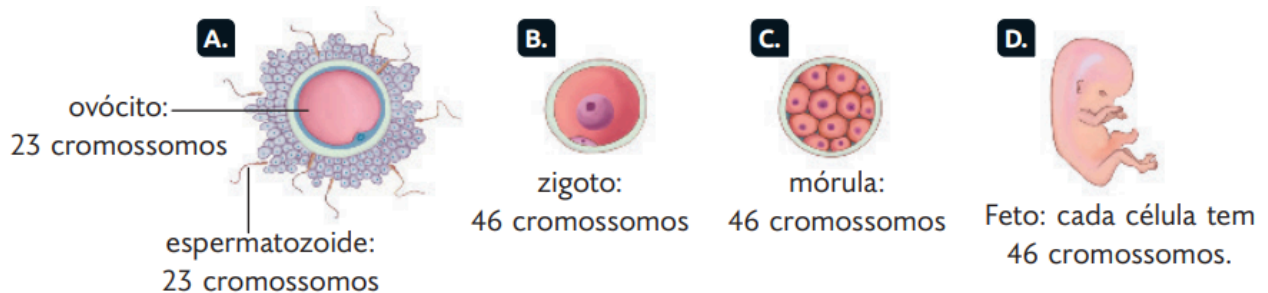 A.
ovócito:
23 cromossomos
espermatozoide:
23 cromossomos
B.
zigoto:
46 cromossomos
C.
mórula:
46 cromossomos
D.
Feto: cada célula tem
46 cromossomos.